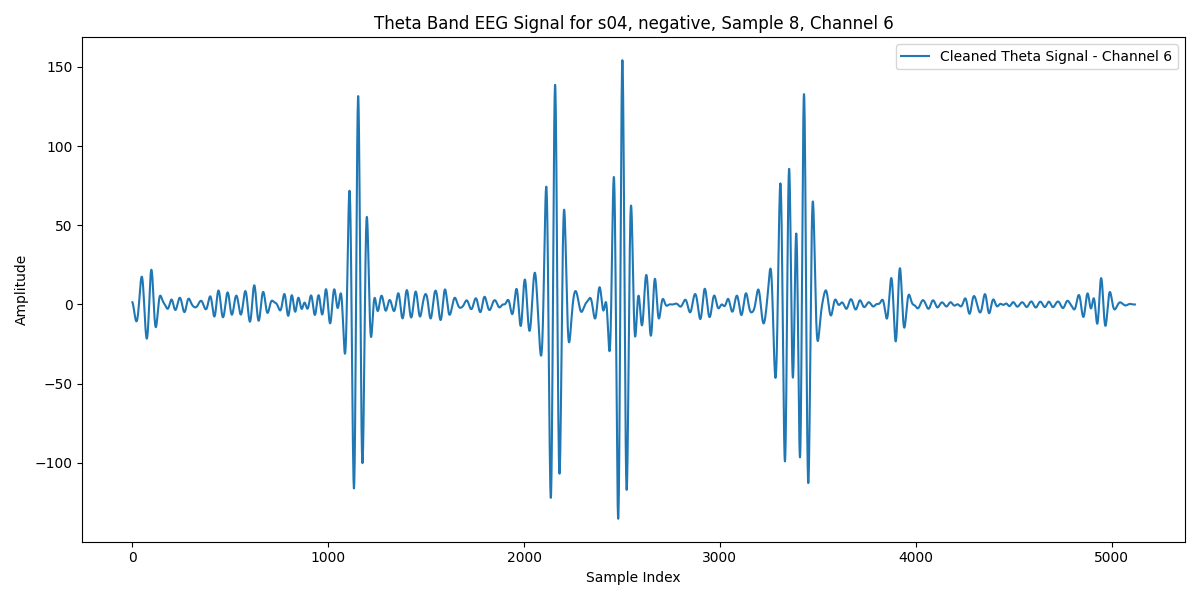 Theta Band EEG Signal for s04, negative, Sample 8, Channel 6
Cleaned Theta Signal - Channel 6
150
100
50
0
−50
−100
Amplitude
0 1000 2000 3000 4000 5000
Sample Index